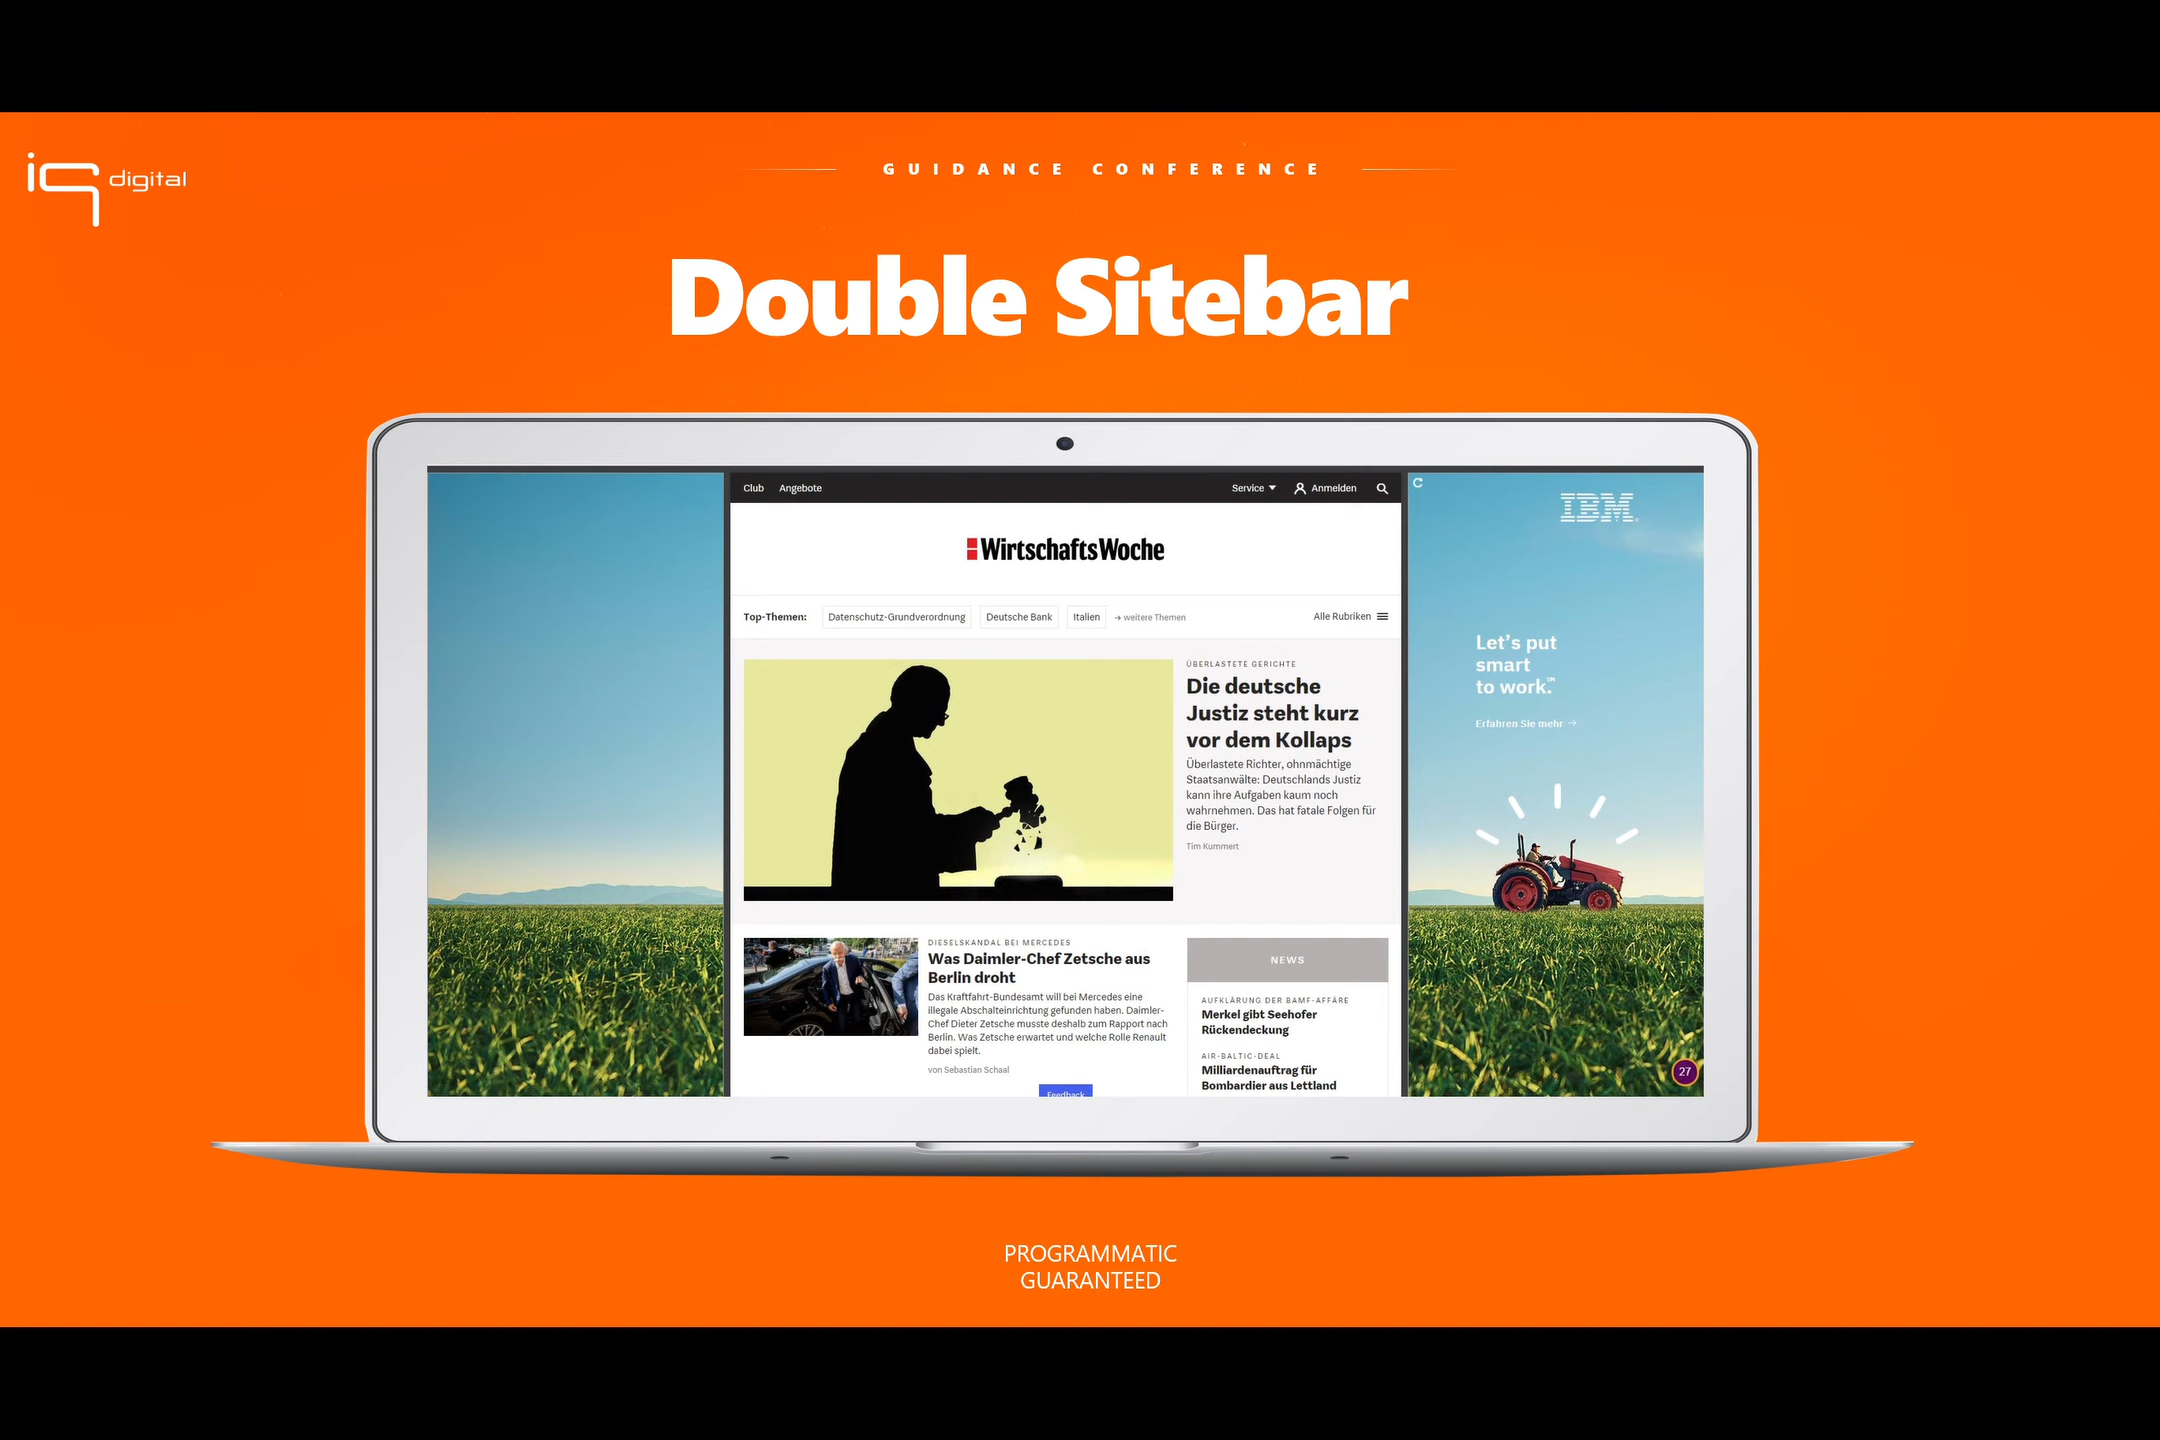 iq digital
GUIDANCE CONFERENCE
Double Sitebar
Club Angebote Service Anmelden
WirtschaftsWoche
Top-Themen: Datenschutz-Grundverordnung Deutsche Bank Italien → weitere Themen Alle Rubriken
ÜBERLASTETE GERICHTE
Die deutsche
Justiz steht kurz
vor dem Kollaps
Überlastete Richter, ohnmächtige
Staatsanwälte: Deutschlands Justiz
kann ihre Aufgaben kaum noch
wahrnehmen. Das hat fatale Folgen für
die Bürger.
Tim Kummert
DIESELSKANDAL BEI MERCEDES
Was Daimler-Chef Zetsche aus
Berlin droht
Das Kraftfahrt-Bundesamt will bei Mercedes eine
illegale Abschalteinrichtung gefunden haben. Daimler-
Chef Dieter Zetsche musste deshalb zum Rapport nach
Berlin. Was Zetsche erwartet und welche Rolle Renault
dabei spielt.
von Sebastian Schaal
Feedback
NEWS
AUFKLÄRUNG DER BAMF-AFFÄRE
Merkel gibt Seehofer
Rückendeckung
AIR-BALTIC-DEAL
Milliardenauftrag für
Bombardier aus Lettland
IBM®
Let's put
smart
to work.™
Erfahren Sie mehr →
27
PROGRAMMATIC
GUARANTEED